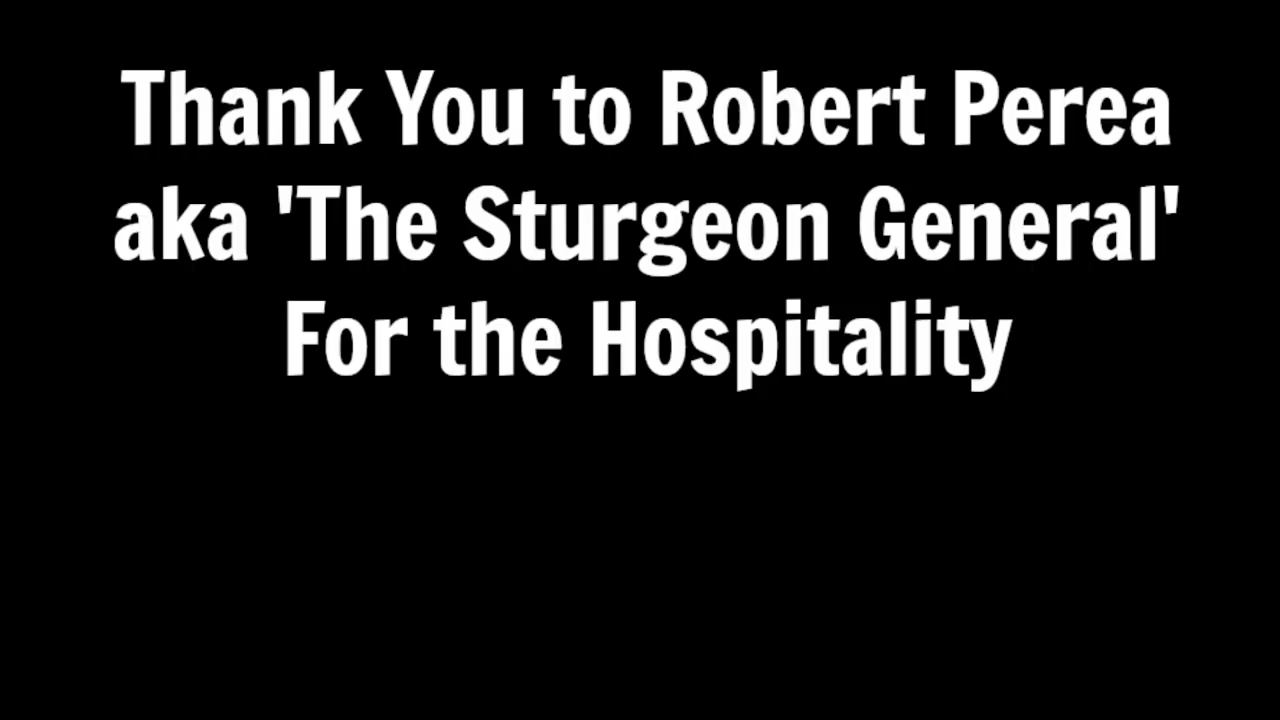 Thank You to Robert Perea
aka 'The Sturgeon General'
For the Hospitality